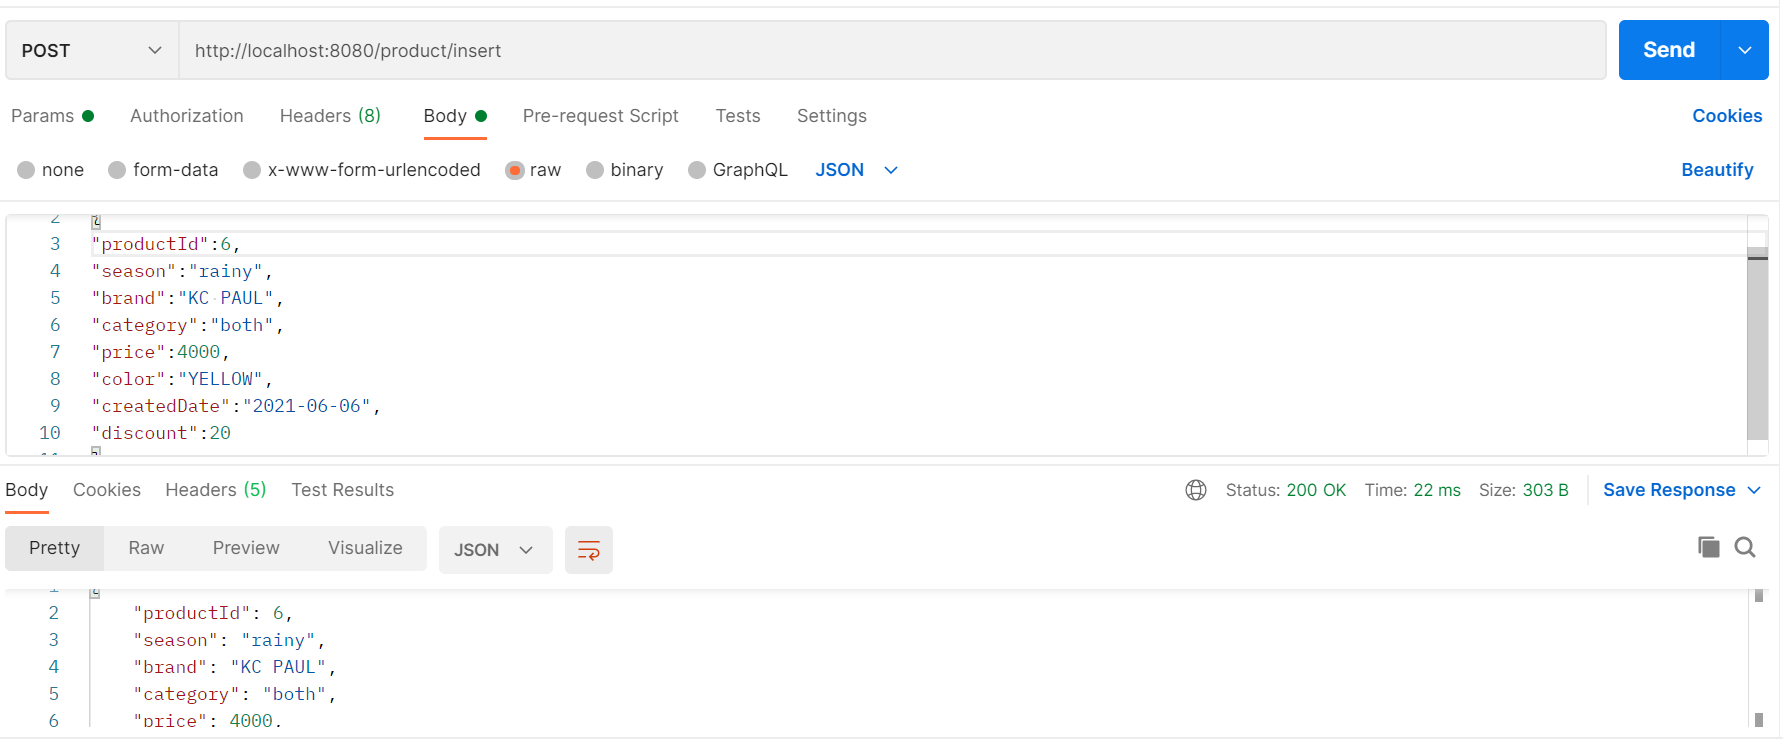 POST http://localhost:8080/product/insert Send
Params Authorization Headers (8) Body Pre-request Script Tests Settings Cookies
none form-data x-www-form-urlencoded raw binary GraphQL JSON Beautify
2 {
3 "productId":6,
4 "season":"rainy",
5 "brand":"KC PAUL",
6 "category":"both",
7 "price":4000,
8 "color":"YELLOW",
9 "createdDate":"2021-06-06",
10 "discount":20
Body Cookies Headers (5) Test Results Status: 200 OK Time: 22 ms Size: 303 B Save Response
Pretty Raw Preview Visualize JSON
2 "productId": 6,
3 "season": "rainy",
4 "brand": "KC PAUL",
5 "category": "both",
6 "price": 4000,